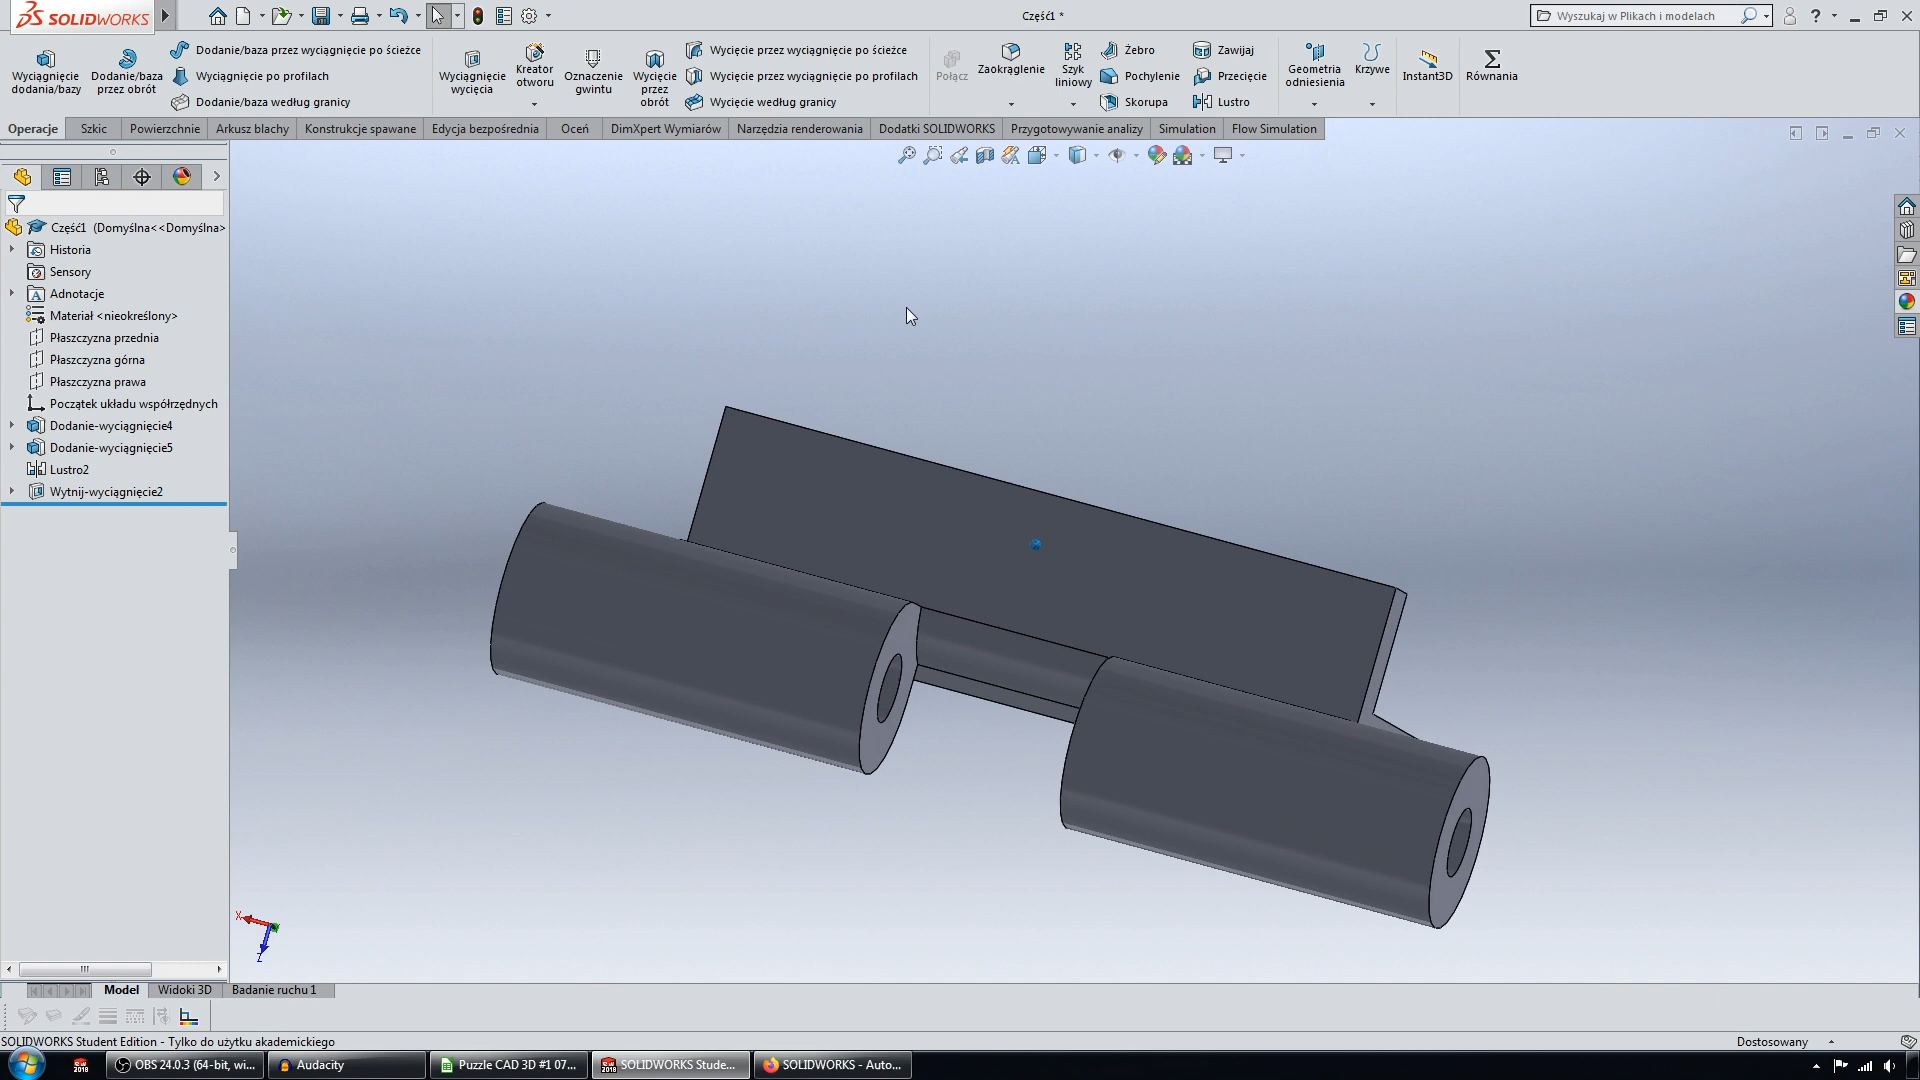 SOLIDWORKS
Część1 *
Wyszukaj w Plikach i modelach
?
Wyciągnięcie dodania/bazy
Dodanie/baza przez obrót
Dodanie/baza przez wyciągnięcie po ścieżce
Wyciągnięcie po profilach
Dodanie/baza według granicy
Wyciągnięcie wycięcia
Kreator otworu
Oznaczenie gwintu
Wycięcie przez obrót
Wycięcie przez wyciągnięcie po ścieżce
Wycięcie przez wyciągnięcie po profilach
Wycięcie według granicy
Połącz
Zaokrąglenie
Szyk liniowy
Żebro
Pochylenie
Skorupa
Zawijaj
Przecięcie
Lustro
Geometria odniesienia
Krzywe
Instant3D
Równania
Operacje
Szkic
Powierzchnie
Arkusz blachy
Konstrukcje spawane
Edycja bezpośrednia
Oceń
DimXpert Wymiarów
Narzędzia renderowania
Dodatki SOLIDWORKS
Przygotowywanie analizy
Simulation
Flow Simulation
Część1 (Domyślna<<Domyślna>
Historia
Sensory
Adnotacje
Materiał <nieokreślony>
Płaszczyzna przednia
Płaszczyzna górna
Płaszczyzna prawa
Początek układu współrzędnych
Dodanie-wyciągnięcie4
Dodanie-wyciągnięcie5
Lustro2
Wytnij-wyciągnięcie2
X
Z
Model
Widoki 3D
Badanie ruchu 1
SOLIDWORKS Student Edition - Tylko do użytku akademickiego
Dostosowany
2018
OBS 24.0.3 (64-bit, wi...
Audacity
Puzzle CAD 3D #1 07...
2018
SOLIDWORKS Stude...
SOLIDWORKS - Auto...